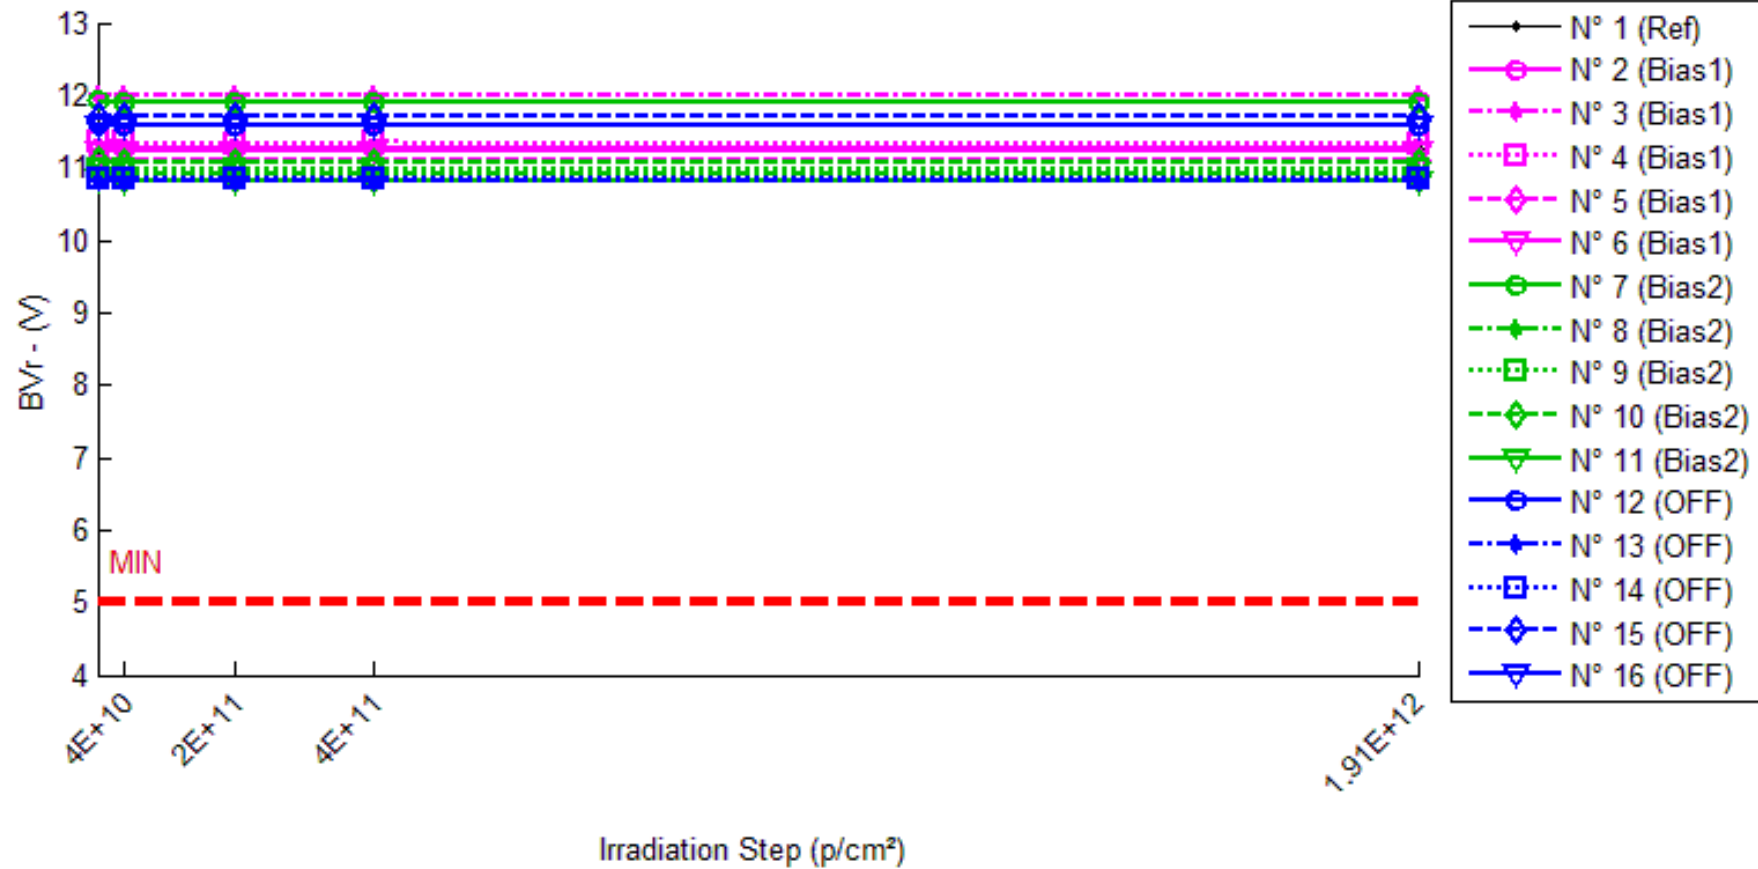 13
12
11
10
9
8
7
6
5
4
BVr - (V)
MIN
4E+10
2E+11
4E+11
1.91E+12
Irradiation Step (p/cm²)
N° 1 (Ref)
N° 2 (Bias1)
N° 3 (Bias1)
N° 4 (Bias1)
N° 5 (Bias1)
N° 6 (Bias1)
N° 7 (Bias2)
N° 8 (Bias2)
N° 9 (Bias2)
N° 10 (Bias2)
N° 11 (Bias2)
N° 12 (OFF)
N° 13 (OFF)
N° 14 (OFF)
N° 15 (OFF)
N° 16 (OFF)